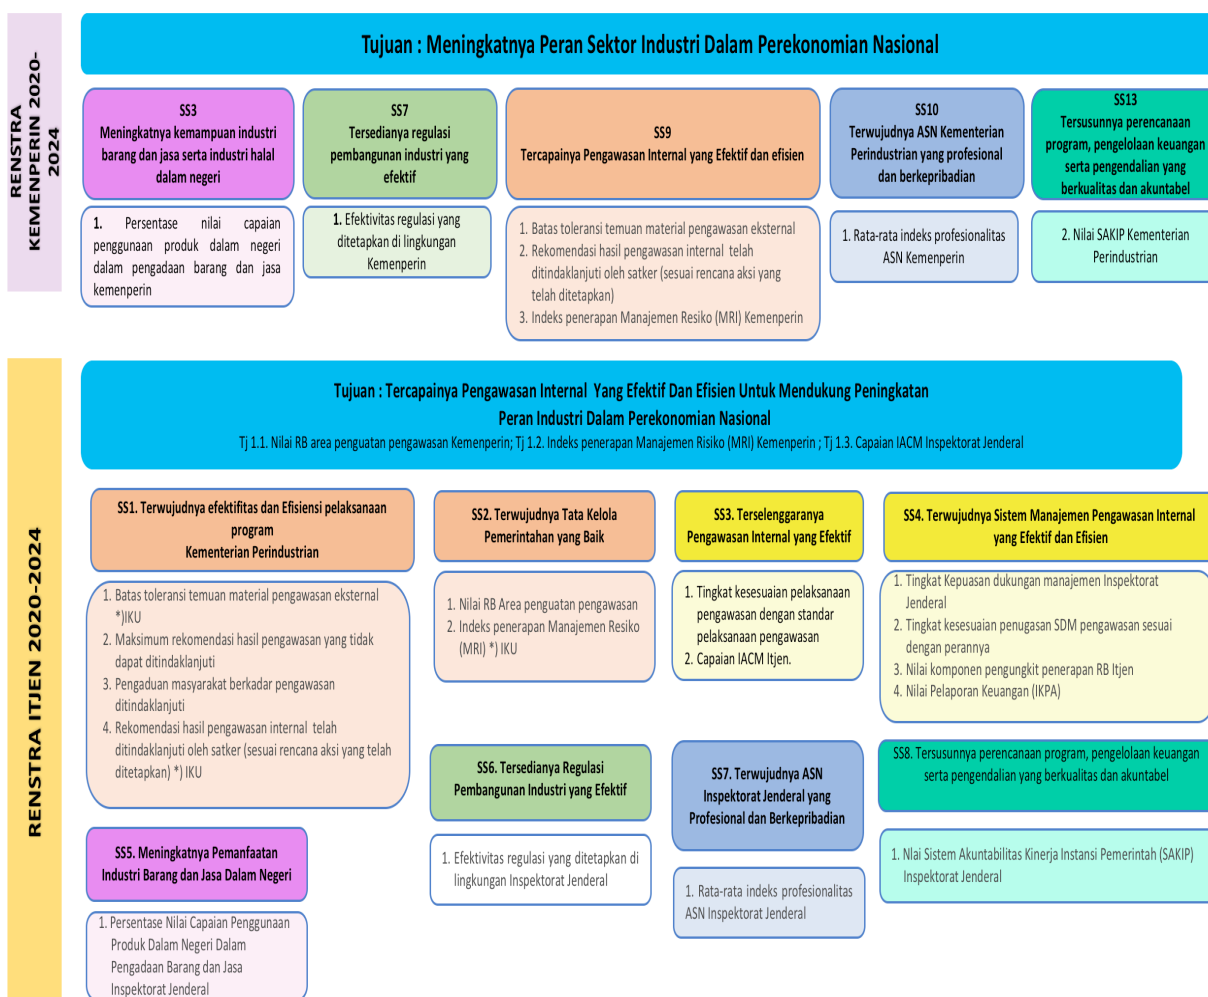 RENSTRA
KEMENPERIN 2020-
2024
Tujuan : Meningkatnya Peran Sektor Industri Dalam Perekonomian Nasional
SS3
Meningkatnya kemampuan industri
barang dan jasa serta industri halal
dalam negeri
1. Persentase nilai capaian
penggunaan produk dalam negeri
dalam pengadaan barang dan jasa
kemenperin
SS7
Tersedianya regulasi
pembangunan industri yang
efektif
1. Efektivitas regulasi yang
ditetapkan di lingkungan
Kemenperin
SS9
Tercapainya Pengawasan Internal yang Efektif dan efisien
1. Batas toleransi temuan material pengawasan eksternal
2. Rekomendasi hasil pengawasan internal telah
ditindaklanjuti oleh satker (sesuai rencana aksi yang
telah ditetapkan)
3. Indeks penerapan Manajemen Resiko (MRI) Kemenperin
SS10
Terwujudnya ASN Kementerian
Perindustrian yang profesional
dan berkepribadian
1. Rata-rata indeks profesionalitas
ASN Kemenperin
SS13
Tersusunnya perencanaan
program, pengelolaan keuangan
serta pengendalian yang
berkualitas dan akuntabel
2. Nilai SAKIP Kementerian
Perindustrian
RENSTRA ITJEN 2020-2024
Tujuan : Tercapainya Pengawasan Internal Yang Efektif Dan Efisien Untuk Mendukung Peningkatan
Peran Industri Dalam Perekonomian Nasional
Tj 1.1. Nilai RB area penguatan pengawasan Kemenperin; Tj 1.2. Indeks penerapan Manajemen Risiko (MRI) Kemenperin ; Tj 1.3. Capaian IACM Inspektorat Jenderal
SS1. Terwujudnya efektifitas dan Efisiensi pelaksanaan
program
Kementerian Perindustrian
1. Batas toleransi temuan material pengawasan eksternal
*)IKU
2. Maksimum rekomendasi hasil pengawasan yang tidak
dapat ditindaklanjuti
3. Pengaduan masyarakat berkadar pengawasan
ditindaklanjuti
4. Rekomendasi hasil pengawasan internal telah
ditindaklanjuti oleh satker (sesuai rencana aksi yang telah
ditetapkan) *) IKU
SS2. Terwujudnya Tata Kelola
Pemerintahan yang Baik
1. Nilai RB Area penguatan pengawasan
2. Indeks penerapan Manajemen Resiko
(MRI) *) IKU
SS3. Terselenggaranya
Pengawasan Internal yang Efektif
1. Tingkat kesesuaian pelaksanaan
pengawasan dengan standar
pelaksanaan pengawasan
2. Capaian IACM Itjen.
SS4. Terwujudnya Sistem Manajemen Pengawasan Internal
yang Efektif dan Efisien
1. Tingkat Kepuasan dukungan manajemen Inspektorat
Jenderal
2. Tingkat kesesuaian penugasan SDM pengawasan sesuai
dengan perannya
3. Nilai komponen pengungkit penerapan RB Itjen
4. Nilai Pelaporan Keuangan (IKPA)
SS5. Meningkatnya Pemanfaatan
Industri Barang dan Jasa Dalam Negeri
1. Persentase Nilai Capaian Penggunaan
Produk Dalam Negeri Dalam
Pengadaan Barang dan Jasa
Inspektorat Jenderal
SS6. Tersedianya Regulasi
Pembangunan Industri yang Efektif
1. Efektivitas regulasi yang ditetapkan di
lingkungan Inspektorat Jenderal
SS7. Terwujudnya ASN
Inspektorat Jenderal yang
Profesional dan Berkepribadian
1. Rata-rata indeks profesionalitas
ASN Inspektorat Jenderal
SS8. Tersusunnya perencanaan program, pengelolaan keuangan
serta pengendalian yang berkualitas dan akuntabel
1. Nlai Sistem Akuntabilitas Kinerja Instansi Pemerintah (SAKIP)
Inspektorat Jenderal